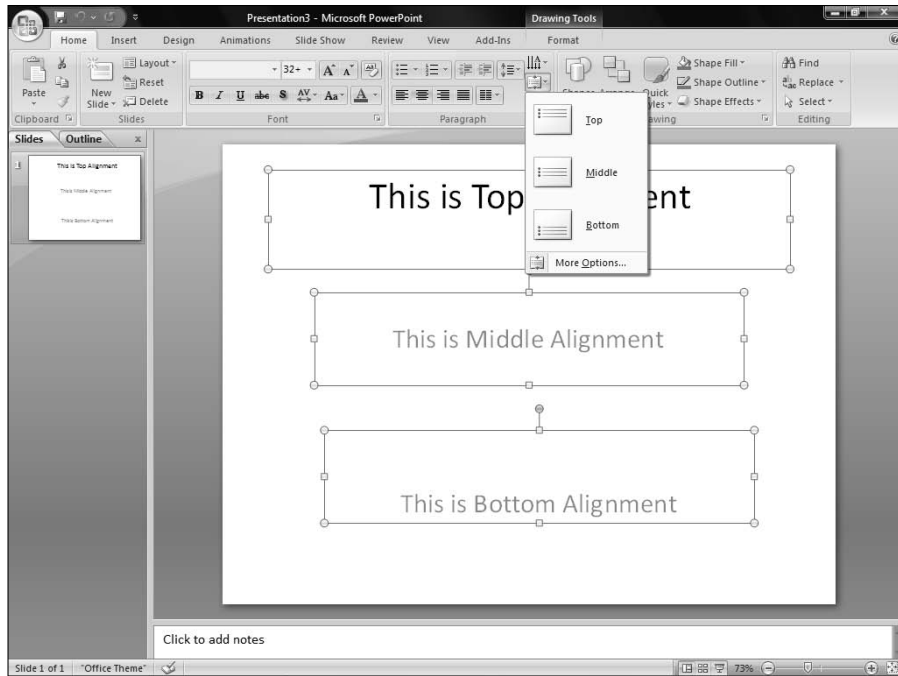 Presentation3 - Microsoft PowerPoint
Drawing Tools
Home Insert Design Animations Slide Show Review View Add-Ins Format
Paste
New
Slide
Layout
Reset
Delete
32+
A A
B I U abc S AV Aa A
Shape Fill
Shape Outline
Shape Effects
Find
Replace
Select
Clipboard Slides Font Paragraph Editing
Slides Outline x
Top
Middle
Bottom
More Options...
1
This is Top Alignment
This is Middle Alignment
This is Bottom Alignment
This is Top
This is Middle Alignment
This is Bottom Alignment
Click to add notes
Slide 1 of 1 "Office Theme" 73%